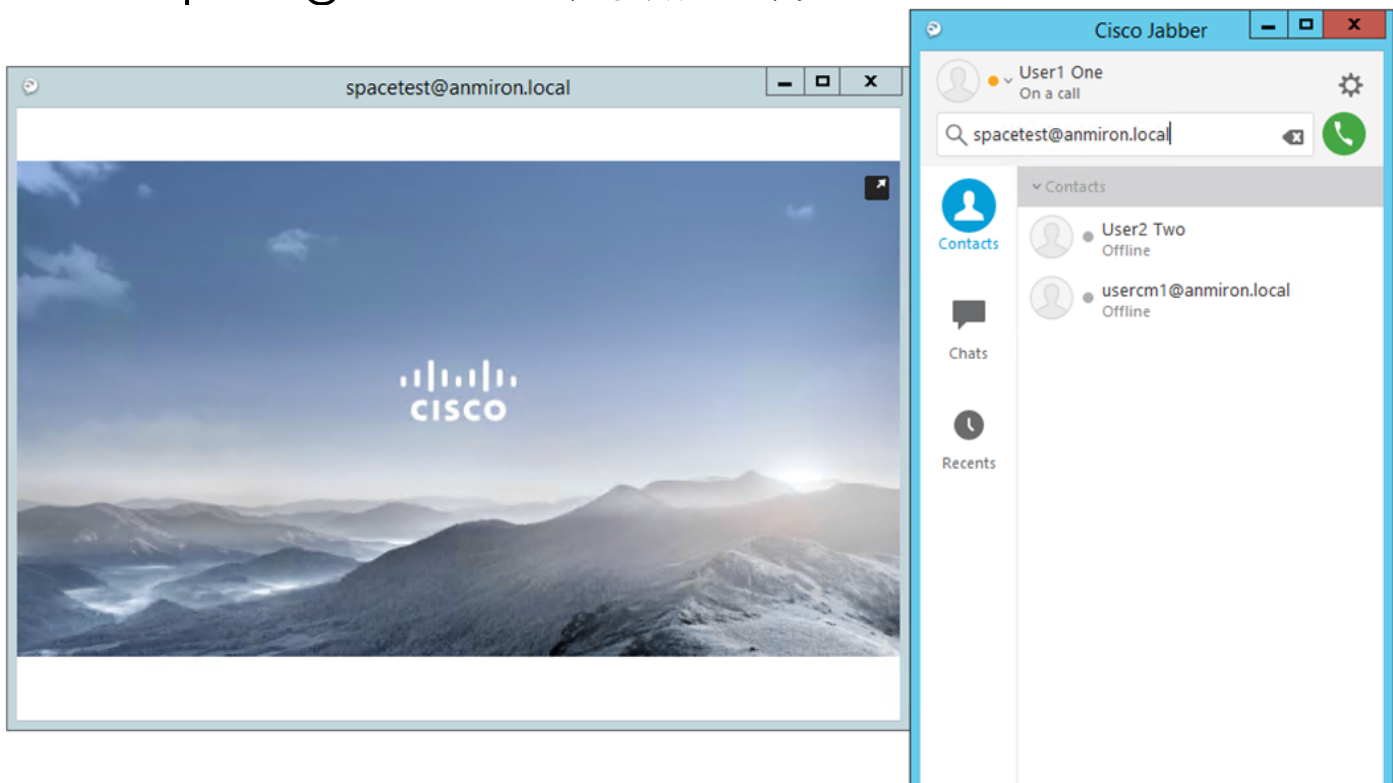 spacetest@anmiron.local
CISCO
Cisco Jabber
User1 One
On a call
spacetest@anmiron.local
Contacts
Contacts
User2 Two
Offline
usercm1@anmiron.local
Offline
Chats
Recents